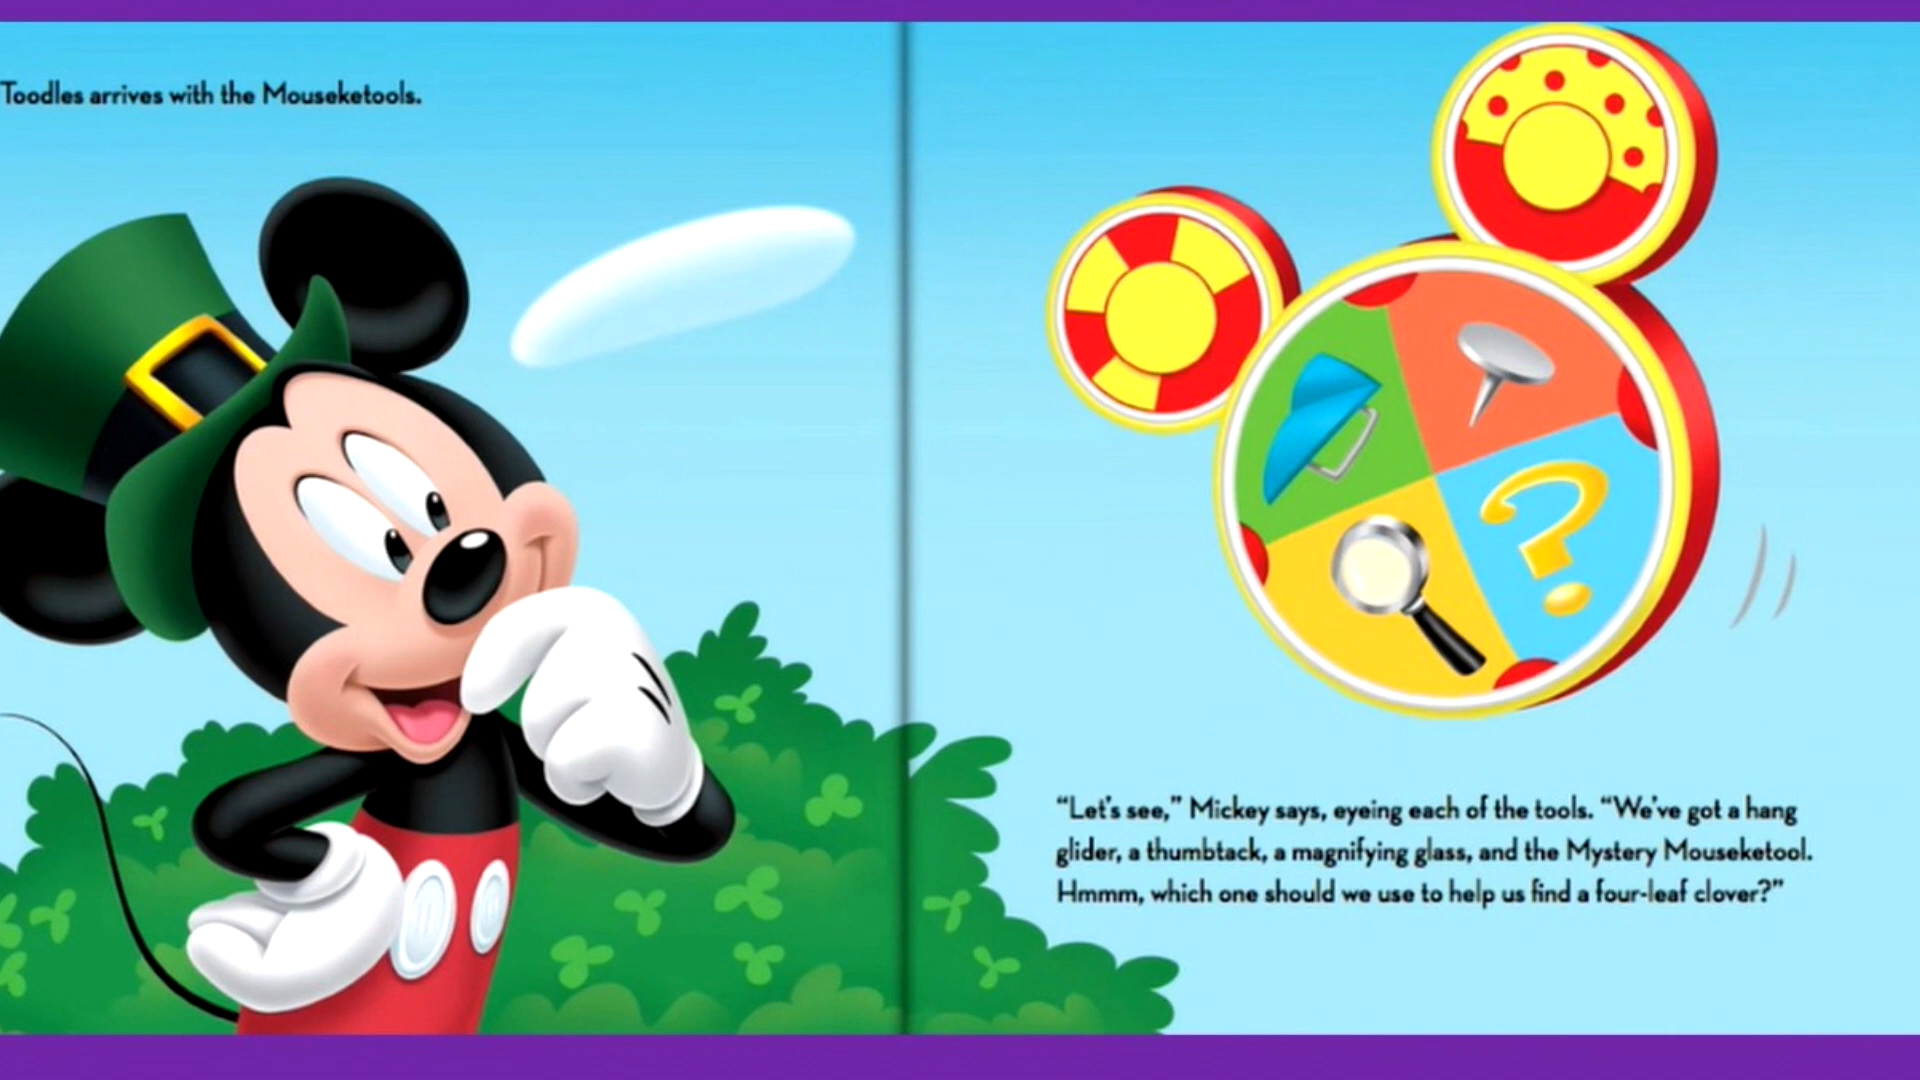 Toodles arrives with the Mouseketools.
“Let’s see,” Mickey says, eyeing each of the tools. “We’ve got a hang
glider, a thumbtack, a magnifying glass, and the Mystery Mouseketool.
Hmmm, which one should we use to help us find a four-leaf clover?”